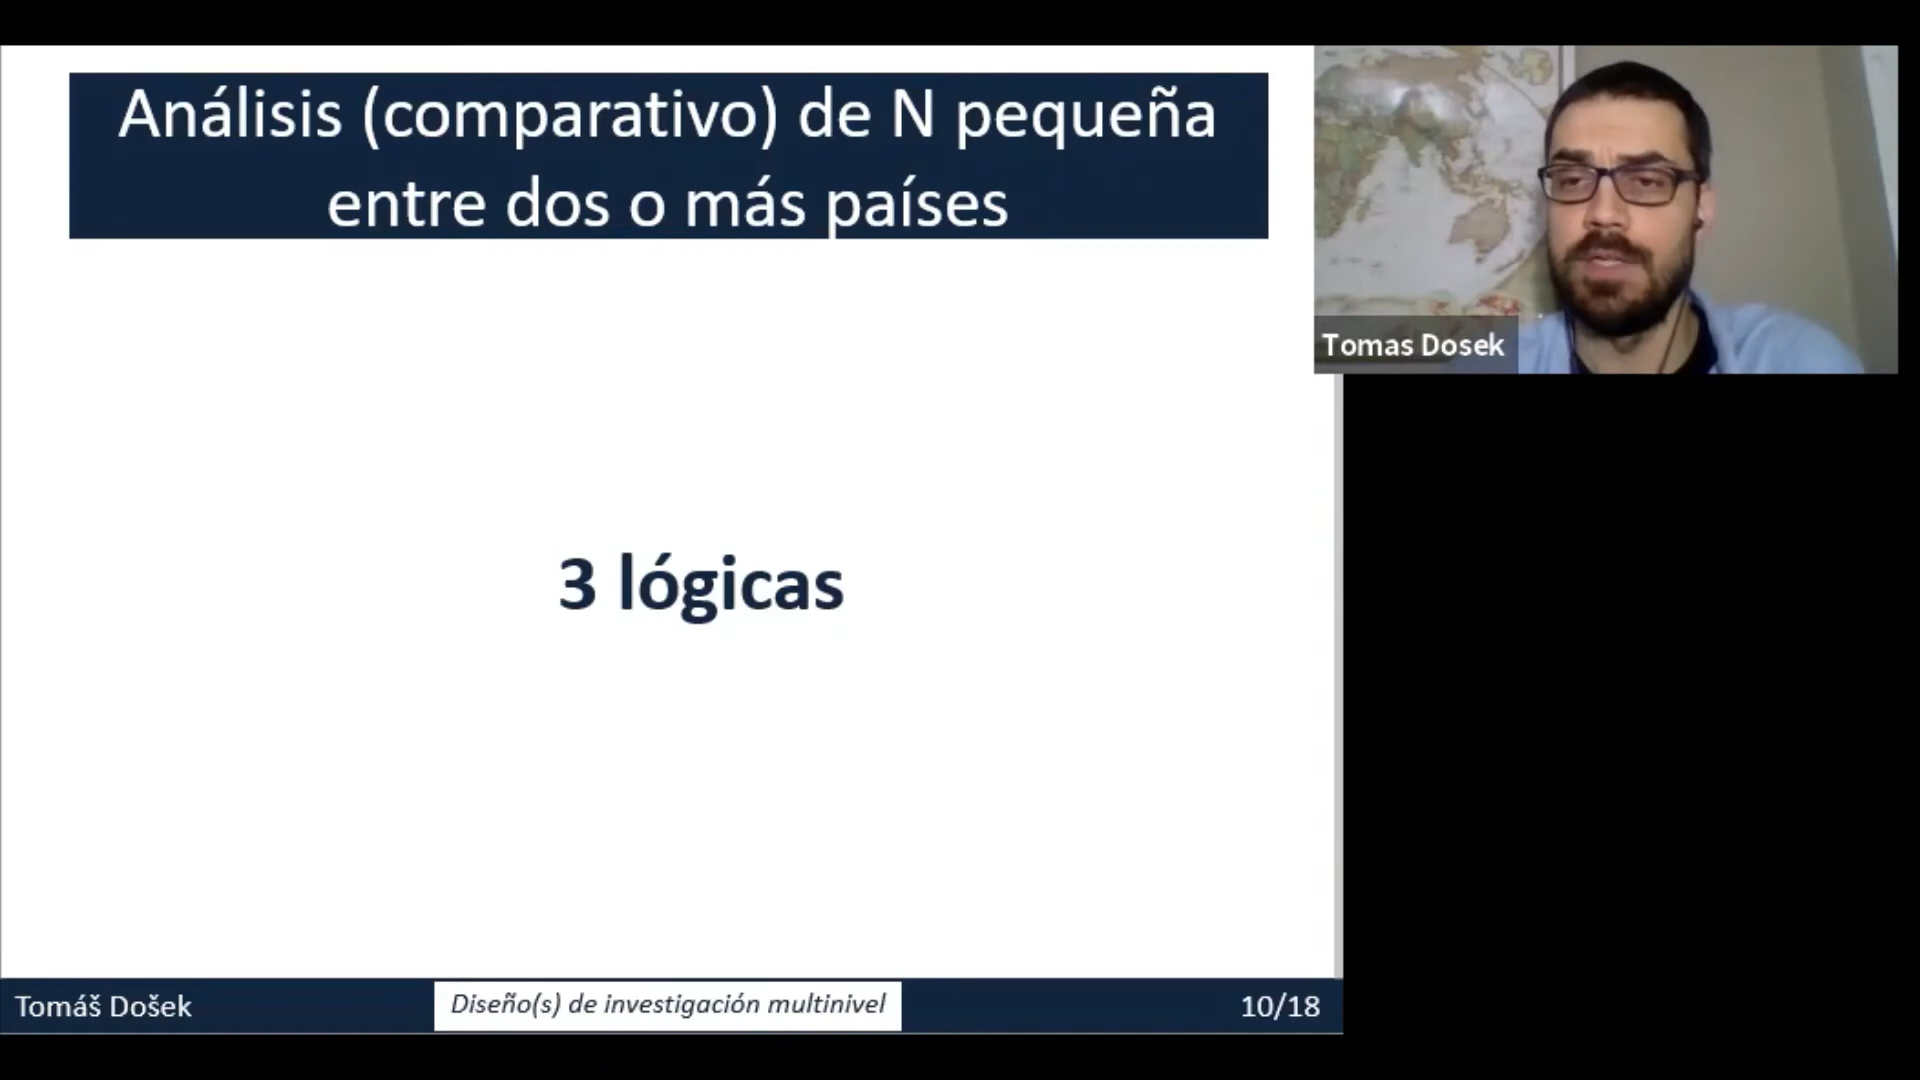 Análisis (comparativo) de N pequeña
entre dos o más países
Tomas Dosek
3 lógicas
Tomáš Došek
Diseño(s) de investigación multinivel
10/18